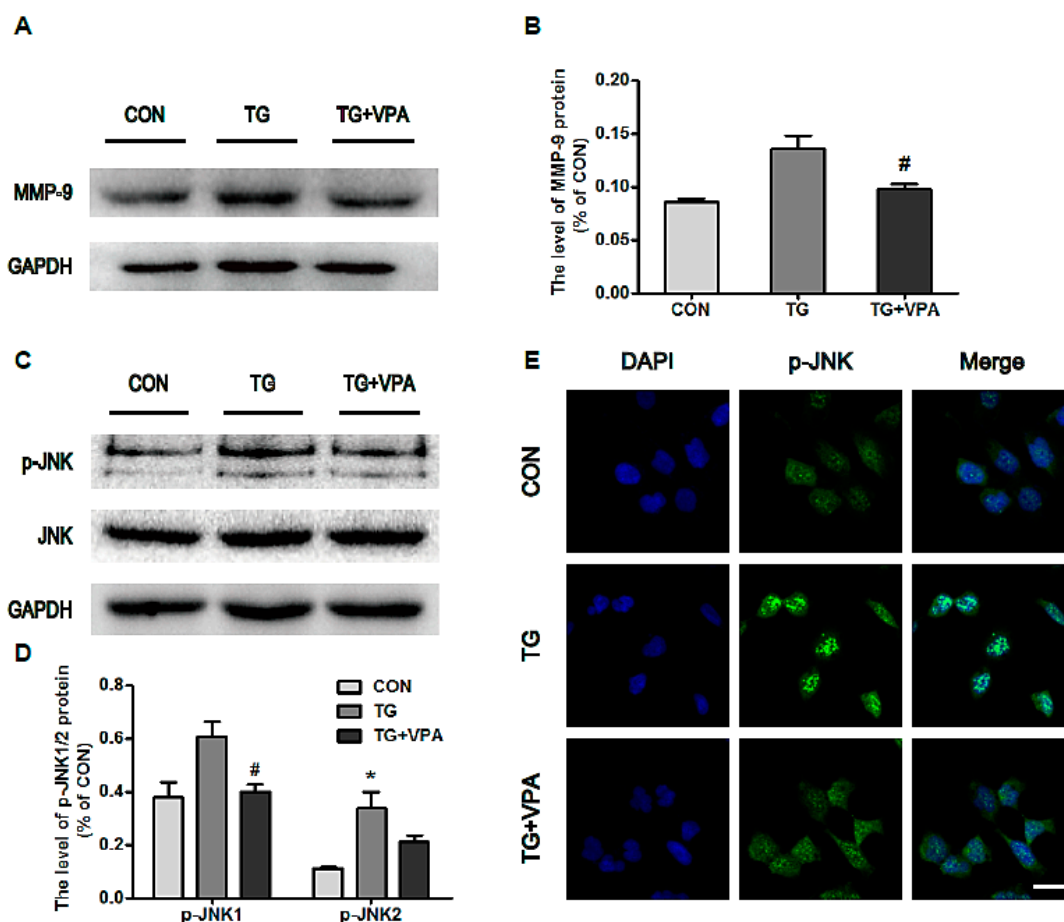 A
CON TG TG+VPA
MMP-9
GAPDH
B
The level of MMP-9 protein
(% of CON)
0.20
0.15
0.10
0.05
0.00
#
CON TG TG+VPA
C
CON TG TG+VPA
p-JNK
JNK
GAPDH
D
The level of p-JNK1/2 protein
(% of CON)
0.8
0.6
0.4
0.2
0.0
CON
TG
TG+VPA
#
*
p-JNK1 p-JNK2
E
DAPI p-JNK Merge
CON
TG
TG+VPA